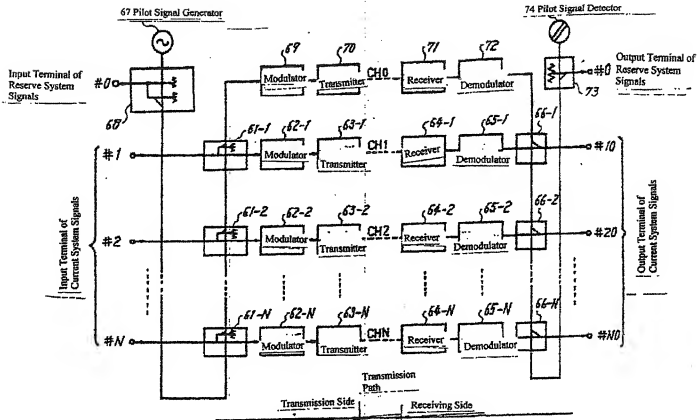 67 Pilot Signal Generator
74 Pilot Signal Detector
Input Terminal of
Reserve System
Signals
#0
68
69
70
71
72
Modulator
Transmitter
CH0
Receiver
Demodulator
73
#0
Output Terminal of
Reserve System
Signals
61-1
62-1
63-1
64-1
65-1
66-1
#1
Modulator
Transmitter
CH1
Receiver
Demodulator
#10
61-2
62-2
63-2
64-2
65-2
66-2
#2
Modulator
Transmitter
CH2
Receiver
Demodulator
#20
Input Terminal of
Current System Signals
Output Terminal of
Current System Signals
61-N
62-N
63-N
64-N
65-N
66-N
#N
Modulator
Transmitter
CHN
Receiver
Demodulator
#N0
Transmission
Path
Transmission Side
Receiving Side